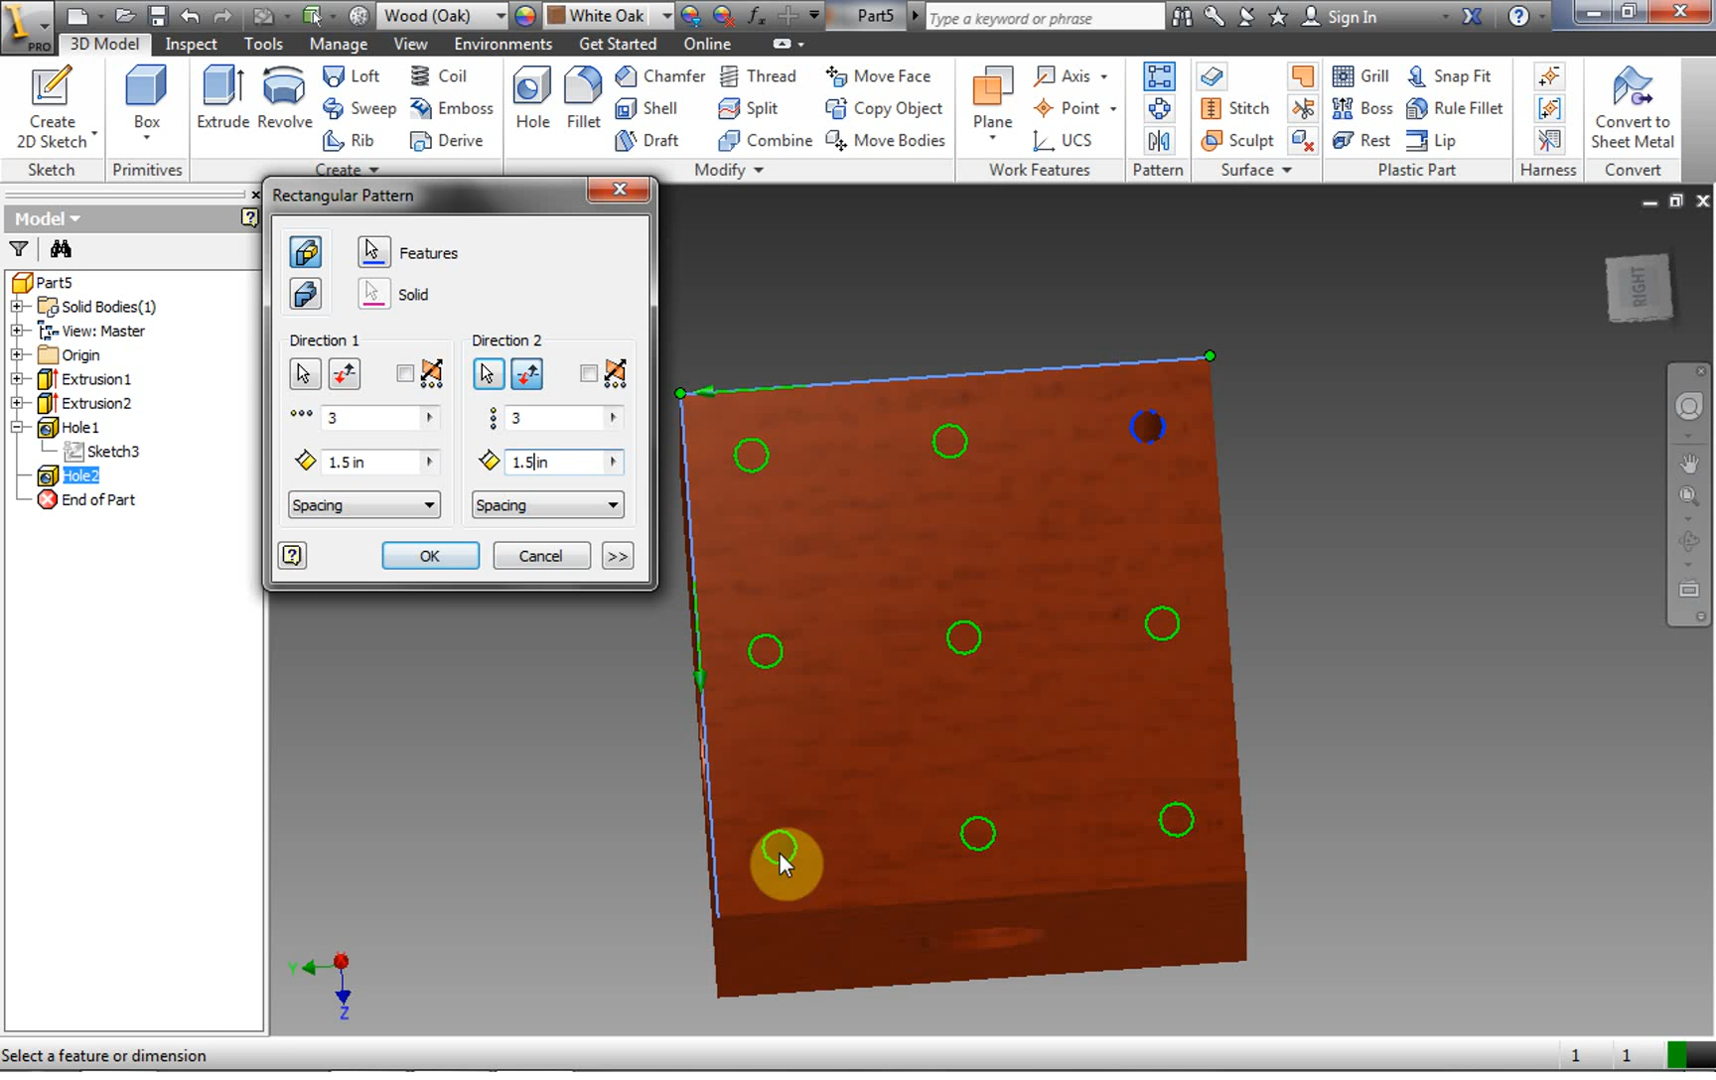 PRO
Wood (Oak)
White Oak
fx
Part5
Type a keyword or phrase
Sign In
3D Model
Inspect
Tools
Manage
View
Environments
Get Started
Online
Create
2D Sketch
Box
Extrude
Revolve
Loft
Sweep
Rib
Coil
Emboss
Derive
Hole
Fillet
Chamfer
Shell
Draft
Thread
Split
Combine
Move Face
Copy Object
Move Bodies
Plane
Axis
Point
UCS
Stitch
Sculpt
Grill
Boss
Rest
Snap Fit
Rule Fillet
Lip
Convert to
Sheet Metal
Sketch
Primitives
Create
Modify
Work Features
Pattern
Surface
Plastic Part
Harness
Convert
Model
Part5
Solid Bodies(1)
View: Master
Origin
Extrusion1
Extrusion2
Hole1
Sketch3
Hole2
End of Part
Rectangular Pattern
Features
Solid
Direction 1
Direction 2
3
3
1.5 in
1.5in
Spacing
Spacing
OK
Cancel
>>
RIGHT
Y
Z
Select a feature or dimension
1
1